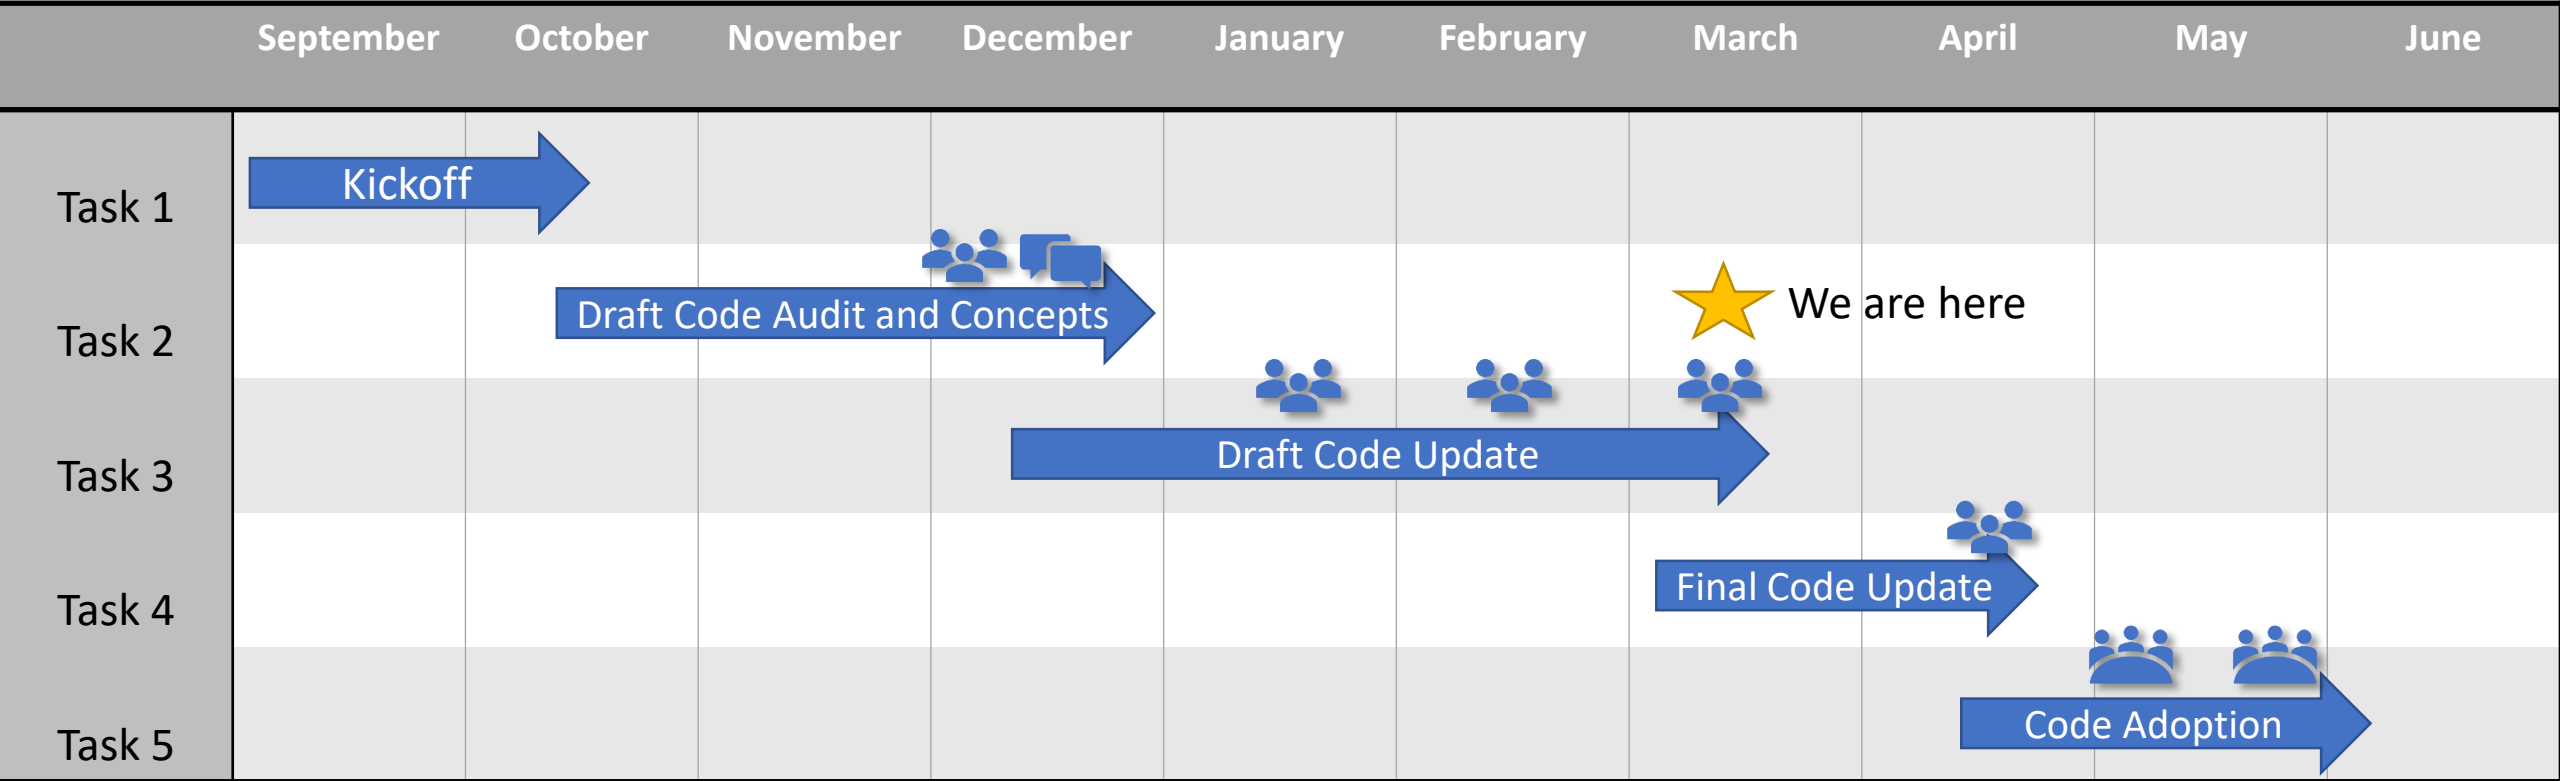 September October November December January February March April May June
Task 1
Kickoff
Task 2
Draft Code Audit and Concepts
We are here
Task 3
Draft Code Update
Task 4
Final Code Update
Task 5
Code Adoption